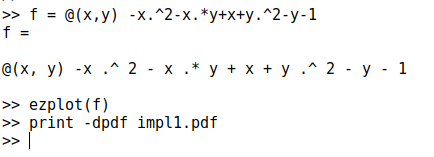 >> f = @(x,y) -x.^2-x.*y+x+y.^2-y-1
f =
@(x, y) -x .^ 2 - x .* y + x + y .^ 2 - y - 1
>> ezplot(f)
>> print -dpdf impl1.pdf
>>